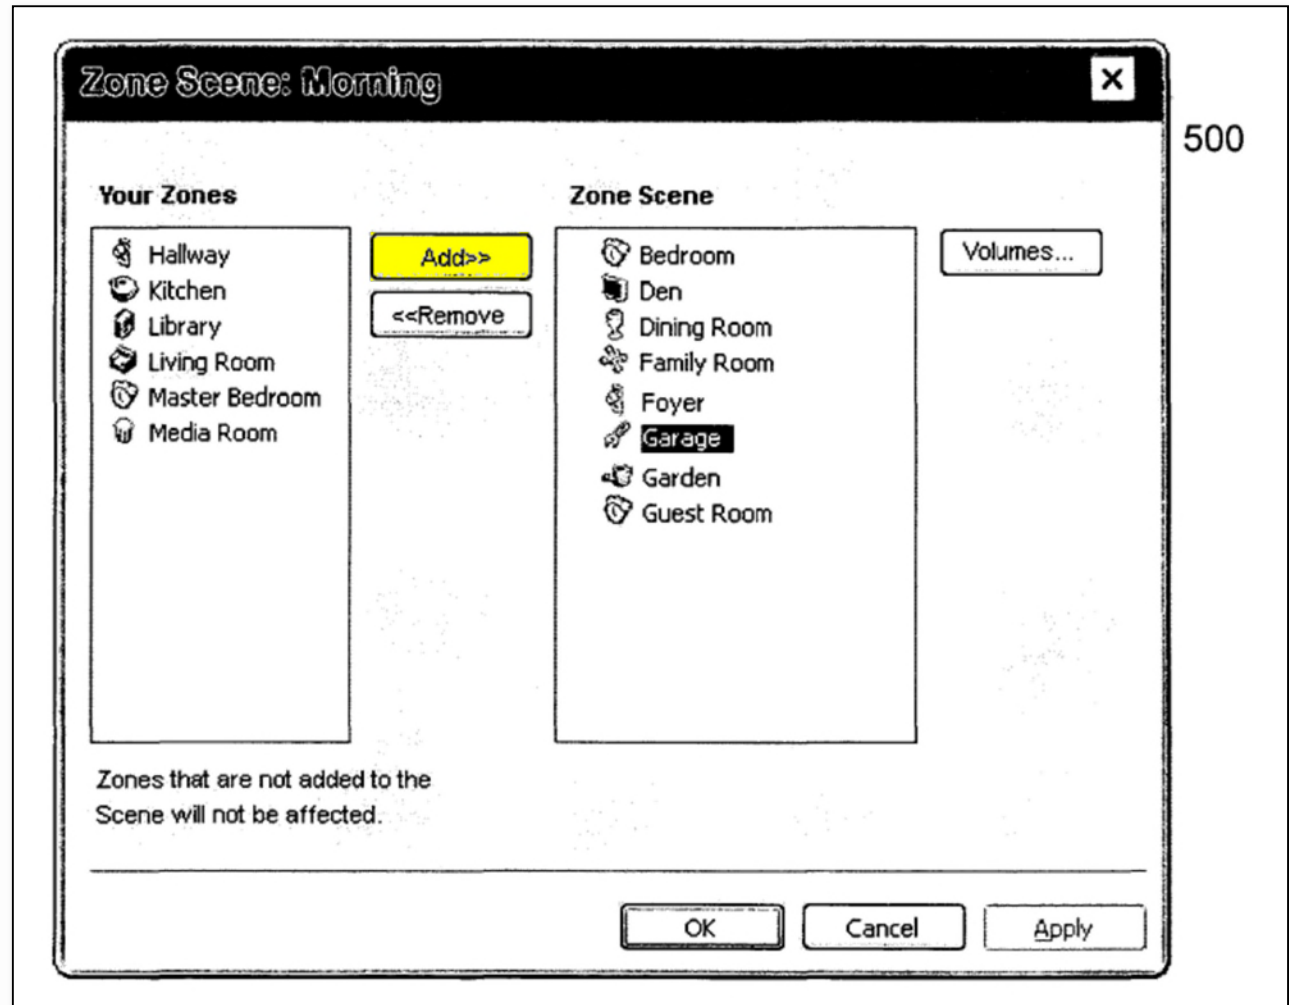 Zone Scene: Morning
500
Your Zones
Zone Scene
Hallway
Kitchen
Library
Living Room
Master Bedroom
Media Room
Add>>
<<Remove
Bedroom
Den
Dining Room
Family Room
Foyer
Garage
Garden
Guest Room
Volumes...
Zones that are not added to the
Scene will not be affected.
OK
Cancel
Apply